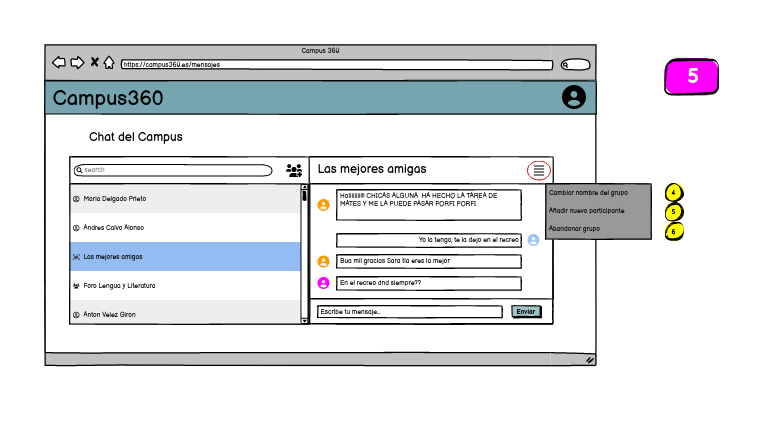 Campus 360
https://campus360.es/mensajes
5
Campus360
Chat del Campus
search
Las mejores amigas
Maria Delgado Prieto
Andres Calvo Alonso
Las mejores amigas
Foro Lengua y Literatura
Anton Velez Giron
Holiiiiiii! CHICAS ALGUNA HA HECHO LA TAREA DE
MATES Y ME LA PUEDE PASAR PORFI PORFI
Yo la tengo, te la dejo en el recreo
Bua mil gracias Sara tia eres la mejor
En el recreo dnd siempre??
Escribe tu mensaje..
Enviar
Cambiar nombre del grupo
4
Añadir nuevo participante
5
Abandonar grupo
6